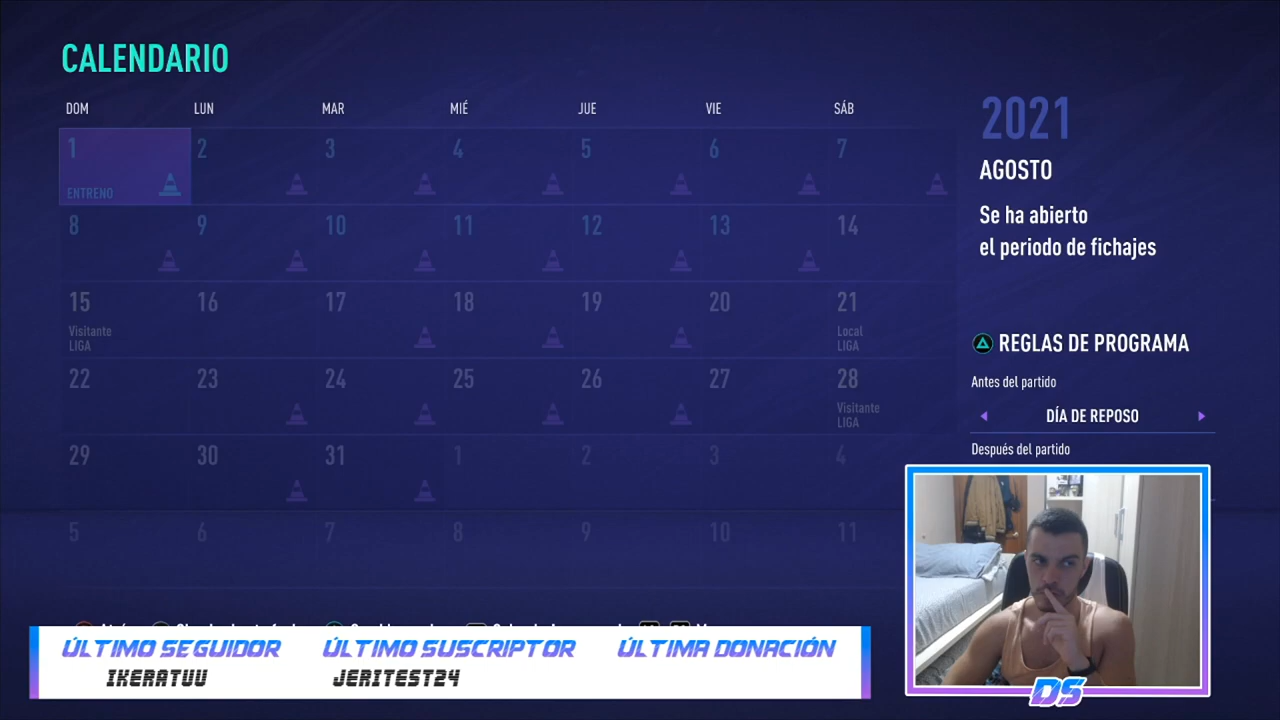 CALENDARIO
DOM LUN MAR MIÉ JUE VIE SÁB
1 2 3 4 5 6 7
ENTRENO
8 9 10 11 12 13 14
15 16 17 18 19 20 21
Visitante Local
LIGA LIGA
22 23 24 25 26 27 28
Visitante
LIGA
29 30 31 1 2 3 4
5 6 7 8 9 10 11
2021
AGOSTO
Se ha abierto
el periodo de fichajes
REGLAS DE PROGRAMA
Antes del partido
DÍA DE REPOSO
Después del partido
ÚLTIMO SEGUIDOR ÚLTIMO SUSCRIPTOR ÚLTIMA DONACIÓN
IKERATUU JERITEST24
DS